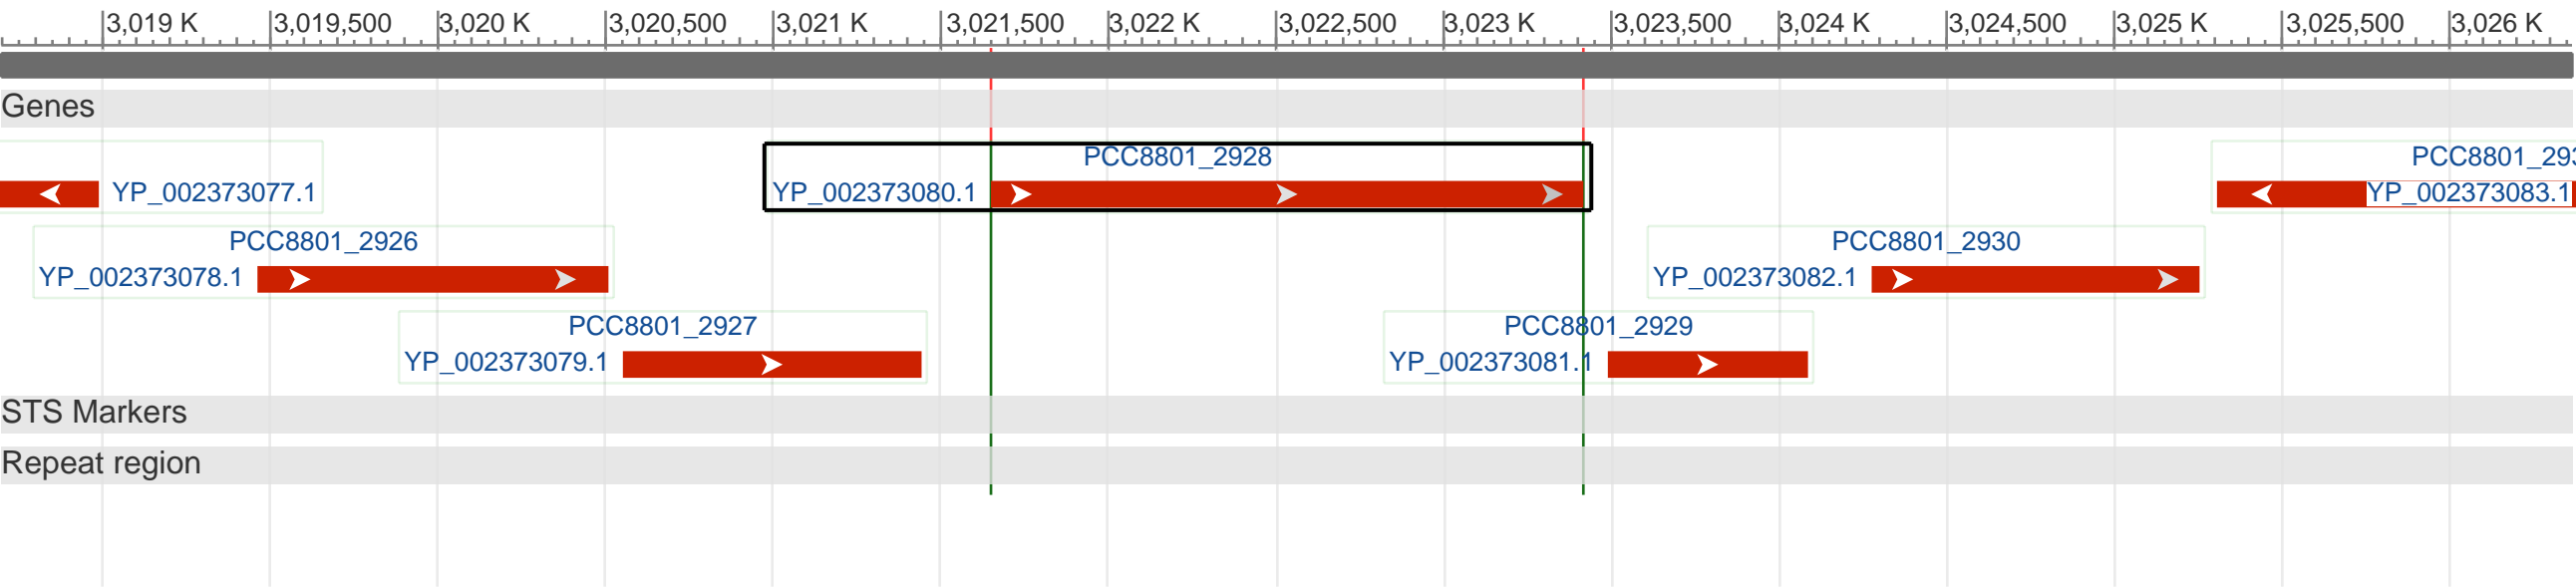 3,019 K 3,019,500 3,020 K 3,020,500 3,021 K 3,021,500 3,022 K 3,022,500 3,023 K 3,023,500 3,024 K 3,024,500 3,025 K 3,025,500 3,026 K
Genes
PCC8801_2928 PCC8801_293
YP_002373077.1 YP_002373080.1 YP_002373083.1
PCC8801_2926 PCC8801_2930
YP_002373078.1 YP_002373082.1
PCC8801_2927 PCC8801_2929
YP_002373079.1 YP_002373081.1
STS Markers
Repeat region